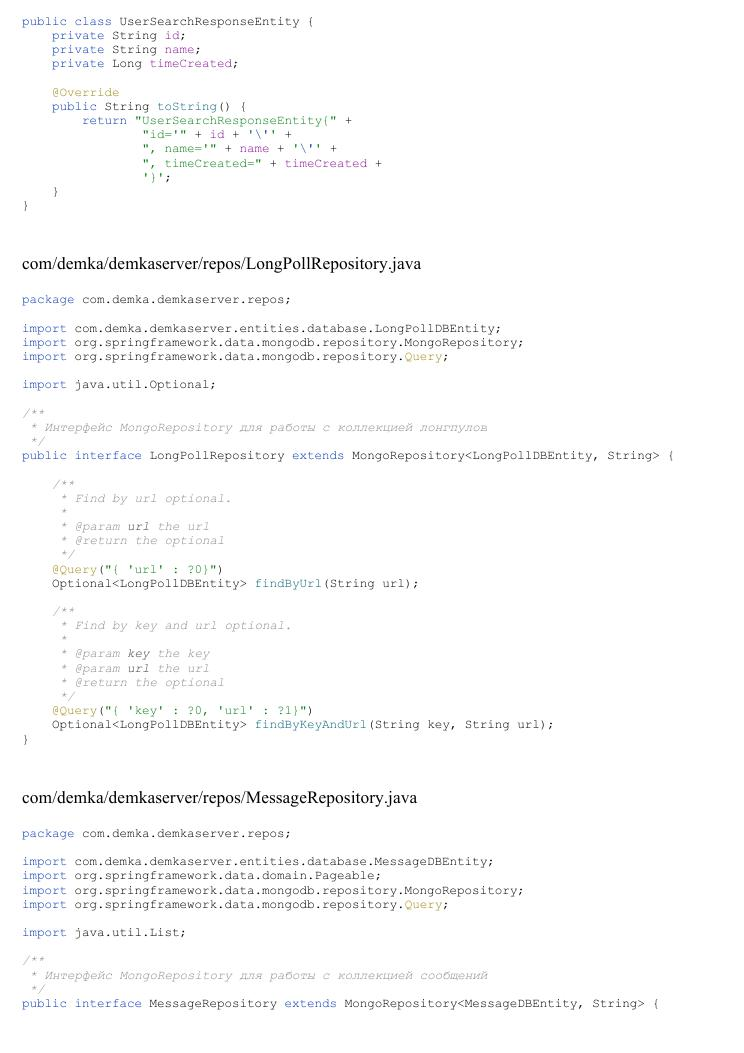 public class UserSearchResponseEntity {
    private String id;
    private String name;
    private Long timeCreated;

    @Override
    public String toString() {
        return "UserSearchResponseEntity{" +
                "id='" + id + '\'' +
                ", name='" + name + '\'' +
                ", timeCreated=" + timeCreated +
                '}';
    }
}

com/demka/demkaserver/repos/LongPollRepository.java

package com.demka.demkaserver.repos;

import com.demka.demkaserver.entities.database.LongPollDBEntity;
import org.springframework.data.mongodb.repository.MongoRepository;
import org.springframework.data.mongodb.repository.Query;

import java.util.Optional;

/**
 * Интерфейс MongoRepository для работы с коллекцией лонгпулов
 */
public interface LongPollRepository extends MongoRepository<LongPollDBEntity, String> {

    /**
     * Find by url optional.
     *
     * @param url the url
     * @return the optional
     */
    @Query("{ 'url' : ?0}")
    Optional<LongPollDBEntity> findByUrl(String url);

    /**
     * Find by key and url optional.
     *
     * @param key the key
     * @param url the url
     * @return the optional
     */
    @Query("{ 'key' : ?0, 'url' : ?1}")
    Optional<LongPollDBEntity> findByKeyAndUrl(String key, String url);
}

com/demka/demkaserver/repos/MessageRepository.java

package com.demka.demkaserver.repos;

import com.demka.demkaserver.entities.database.MessageDBEntity;
import org.springframework.data.domain.Pageable;
import org.springframework.data.mongodb.repository.MongoRepository;
import org.springframework.data.mongodb.repository.Query;

import java.util.List;

/**
 * Интерфейс MongoRepository для работы с коллекцией сообщений
 */
public interface MessageRepository extends MongoRepository<MessageDBEntity, String> {